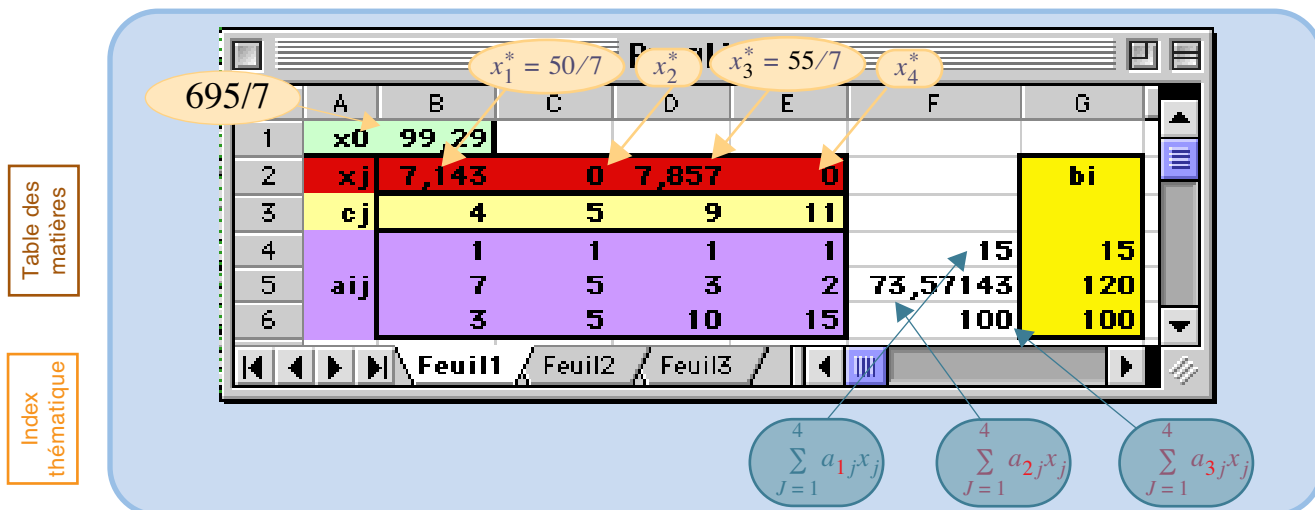 x₁* = 50/7 x₂* x₃* = 55/7 x₄*
695/7
A B C D E F G
1 x0 99,29
2 xj 7,143 0 7,857 0 bi
3 cj 4 5 9 11
4 1 1 1 1 15 15
5 aij 7 5 3 2 73,57143 120
6 3 5 10 15 100 100
Feuil1 Feuil2 Feuil3
Table des
matières
Index
thématique
4 4 4
∑ a₁ⱼxⱼ ∑ a₂ⱼxⱼ ∑ a₃ⱼxⱼ
J = 1 J = 1 J = 1